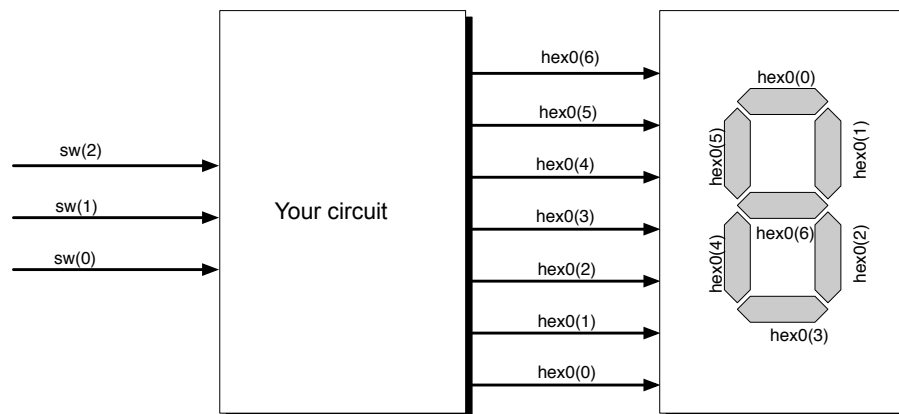 sw(2)
sw(1)
sw(0)
Your circuit
hex0(6)
hex0(5)
hex0(4)
hex0(3)
hex0(2)
hex0(1)
hex0(0)
hex0(0)
hex0(5)
hex0(1)
hex0(6)
hex0(4)
hex0(2)
hex0(3)